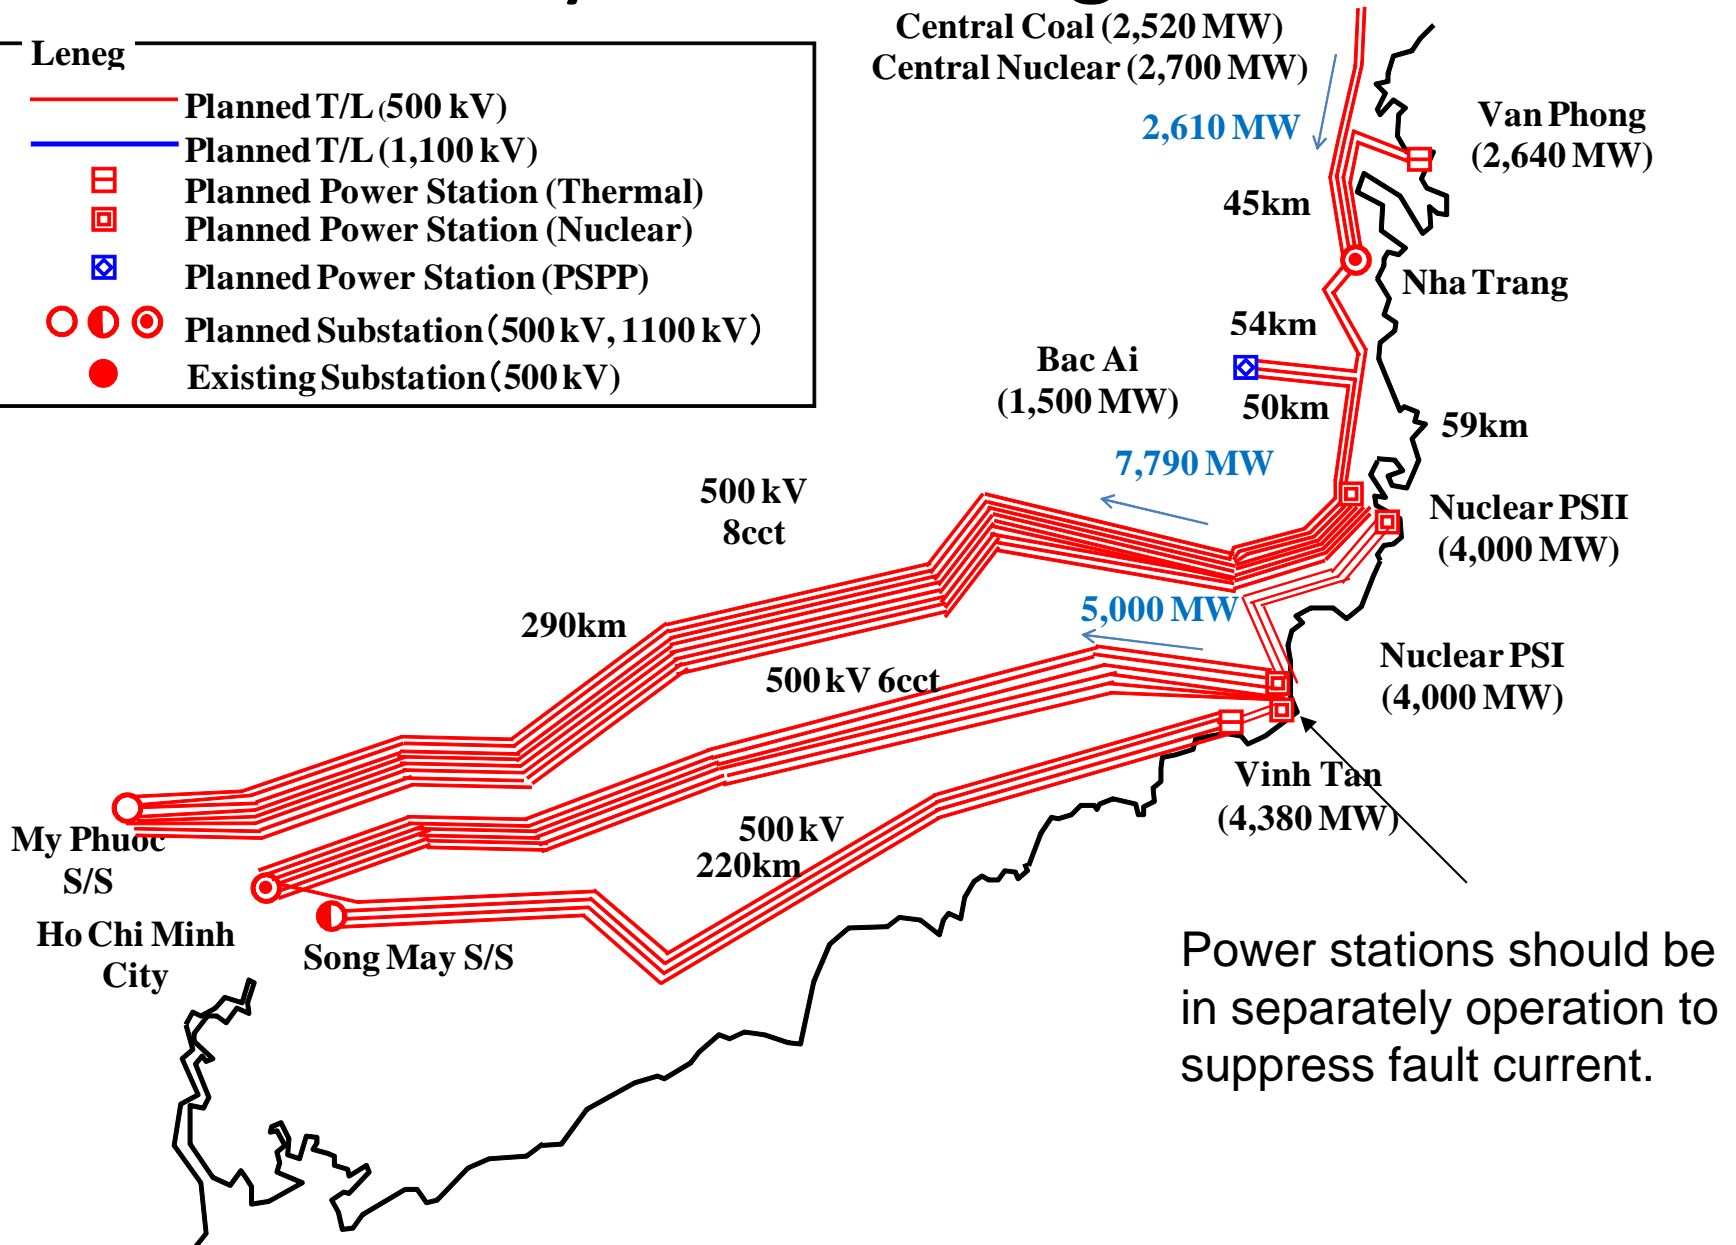 Leneg
Planned T/L (500 kV)
Planned T/L (1,100 kV)
Planned Power Station (Thermal)
Planned Power Station (Nuclear)
Planned Power Station (PSPP)
Planned Substation（500 kV, 1100 kV）
Existing Substation（500 kV）
Central Coal (2,520 MW)
Central Nuclear (2,700 MW)
2,610 MW
Van Phong
(2,640 MW)
45km
Nha Trang
54km
Bac Ai
(1,500 MW)
50km
59km
7,790 MW
500 kV
8cct
Nuclear PSII
(4,000 MW)
290km
5,000 MW
500 kV 6cct
Nuclear PSI
(4,000 MW)
Vinh Tan
(4,380 MW)
500 kV
220km
My Phuoc
S/S
Ho Chi Minh
City
Song May S/S
Power stations should be
in separately operation to
suppress fault current.